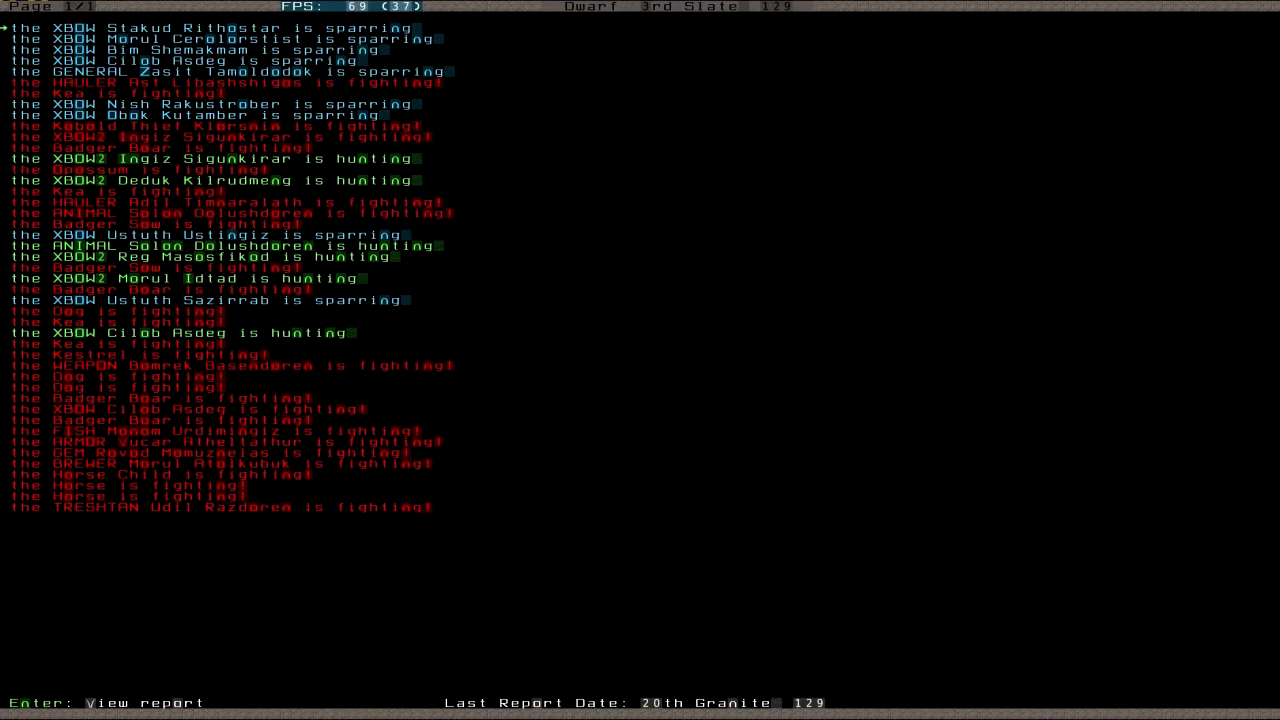 Page 1/1 FPS: 69 (37) Dwarf 3rd Slate 129
the XBOW Stakud Rithostar is sparring
the XBOW Morul Cerolorstist is sparring
the XBOW Bim Shemakmam is sparring
the XBOW Cilob Asdeg is sparring
the GENERAL Zasit Tamoldodok is sparring
the HAULER Ast Libashshigos is fighting!
the Kea is fighting!
the XBOW Nish Rakustrober is sparring
the XBOW Obok Kutamber is sparring
the Kobold Thief Klorsnin is fighting!
the XBOW2 Ingiz Sigunkirar is fighting!
the Badger Boar is fighting!
the XBOW2 Ingiz Sigunkirar is hunting
the Opossum is fighting!
the XBOW2 Deduk Kilrudmeng is hunting
the Kea is fighting!
the HAULER Adil Timnaralath is fighting!
the ANIMAL Solon Dolushdoren is fighting!
the Badger Sow is fighting!
the XBOW Ustuth Ustingiz is sparring
the ANIMAL Solon Dolushdoren is hunting
the XBOW2 Reg Masosfikod is hunting
the Badger Sow is fighting!
the XBOW2 Morul Idtad is hunting
the Badger Boar is fighting!
the XBOW Ustuth Sazirrab is sparring
the Dog is fighting!
the Kea is fighting!
the XBOW Cilob Asdeg is hunting
the Kea is fighting!
the Kestrel is fighting!
the WEAPON Bomrek Basendoren is fighting!
the Dog is fighting!
the Dog is fighting!
the Badger Boar is fighting!
the XBOW Cilob Asdeg is fighting!
the Badger Boar is fighting!
the FISH Monom Urdimingiz is fighting!
the ARMOR Vucar Atheltathur is fighting!
the GEM Rovod Momuznelas is fighting!
the BREWER Morul Atolkubuk is fighting!
the Horse Child is fighting!
the Horse is fighting!
the Horse is fighting!
the TRESHTAN Udil Razdoren is fighting!
Enter: View report Last Report Date: 20th Granite 129